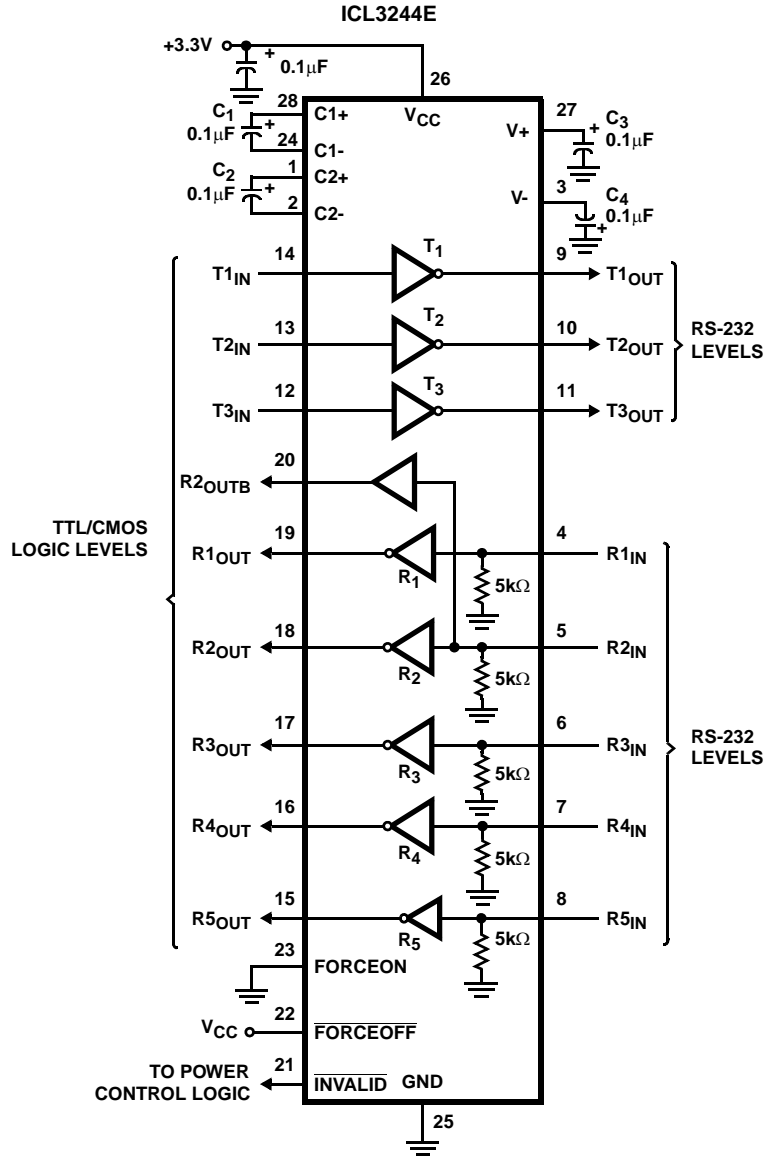 ICL3244E
+3.3V
+
0.1µF
26
C1
0.1µF
+
28
C1+
VCC
27
V+
+
C3
0.1µF
24
C1-
C2
0.1µF
+
1
C2+
2
C2-
3
V-
C4
0.1µF
+
T1IN
14
T1
9
T1OUT
T2IN
13
T2
10
T2OUT
RS-232
LEVELS
T3IN
12
T3
11
T3OUT
R2OUTB
20
TTL/CMOS
LOGIC LEVELS
R1OUT
19
R1
5kΩ
4
R1IN
R2OUT
18
R2
5kΩ
5
R2IN
R3OUT
17
R3
5kΩ
6
R3IN
RS-232
LEVELS
R4OUT
16
R4
5kΩ
7
R4IN
R5OUT
15
R5
5kΩ
8
R5IN
23
FORCEON
VCC
22
FORCEOFF
TO POWER
CONTROL LOGIC
21
INVALID
GND
25